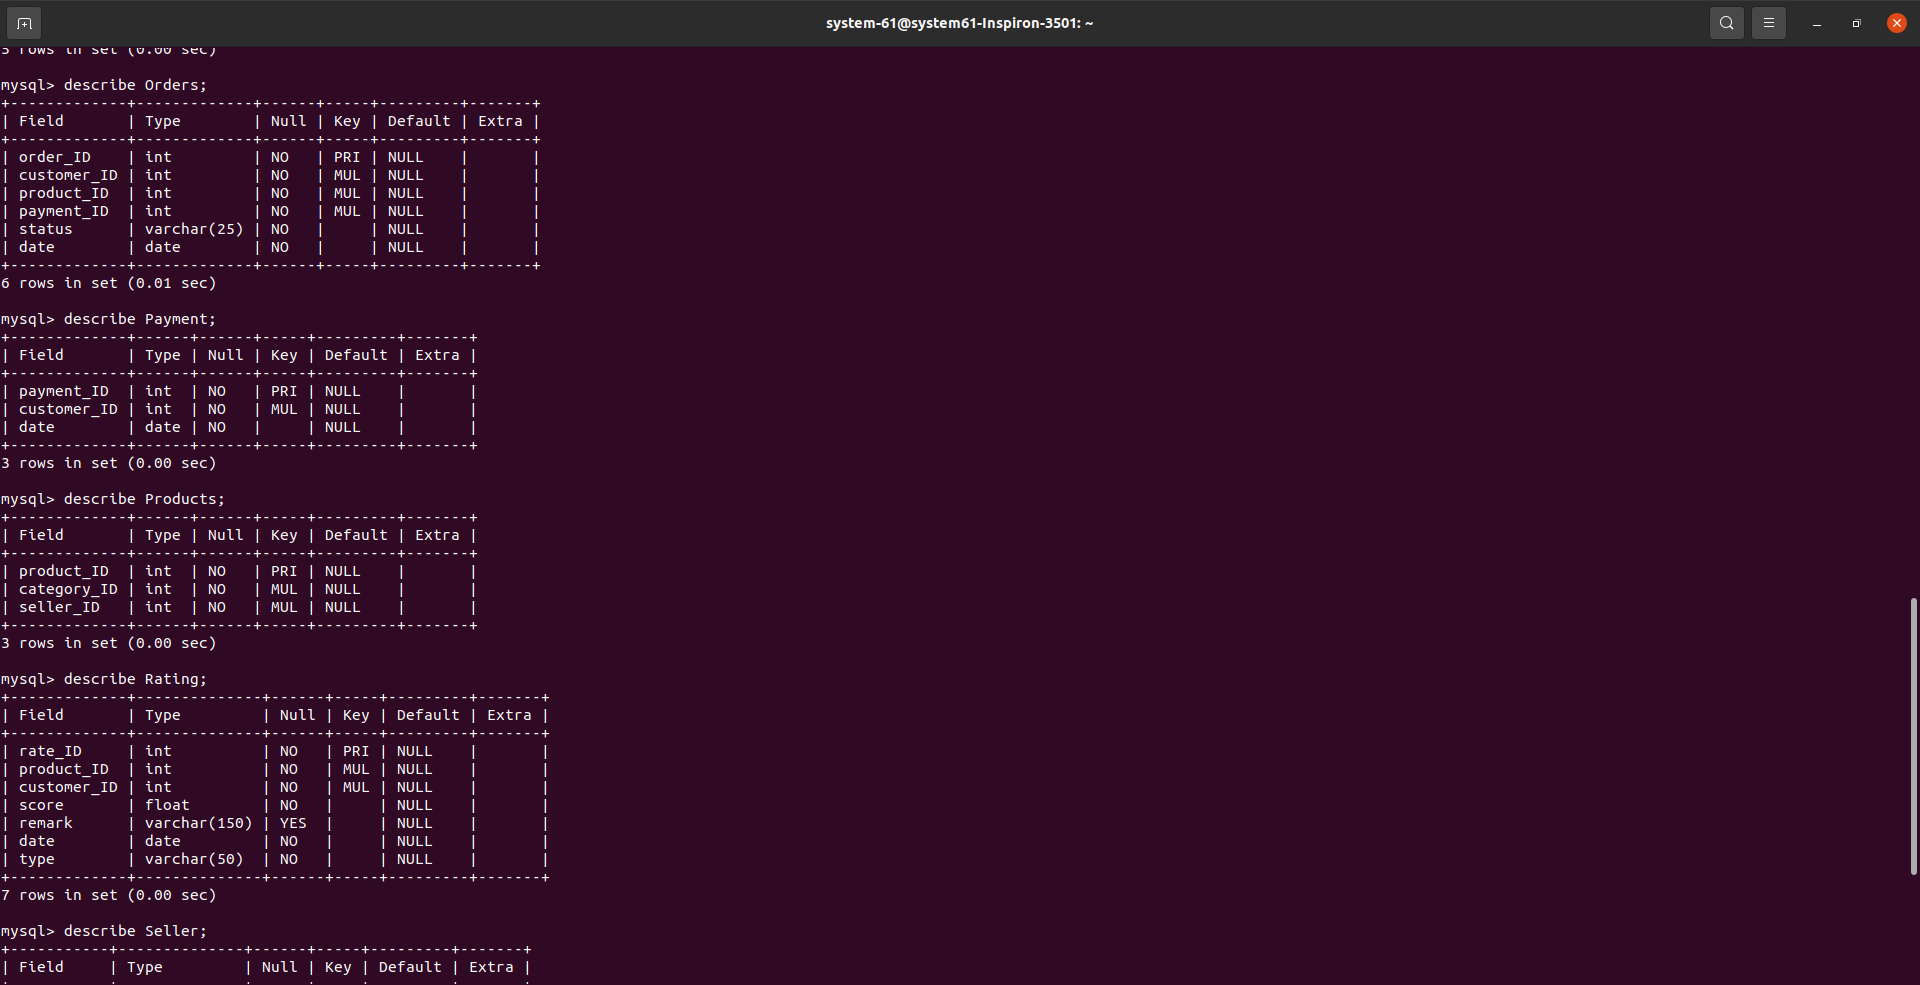 system-61@system61-Inspiron-3501: ~
5 rows in set (0.00 sec)
mysql> describe Orders;
+-------------+-------------+------+-----+---------+-------+
| Field       | Type        | Null | Key | Default | Extra |
+-------------+-------------+------+-----+---------+-------+
| order_ID    | int         | NO   | PRI | NULL    |       |
| customer_ID | int         | NO   | MUL | NULL    |       |
| product_ID  | int         | NO   | MUL | NULL    |       |
| payment_ID  | int         | NO   | MUL | NULL    |       |
| status      | varchar(25) | NO   |     | NULL    |       |
| date        | date        | NO   |     | NULL    |       |
+-------------+-------------+------+-----+---------+-------+
6 rows in set (0.01 sec)
mysql> describe Payment;
+-------------+------+------+-----+---------+-------+
| Field       | Type | Null | Key | Default | Extra |
+-------------+------+------+-----+---------+-------+
| payment_ID  | int  | NO   | PRI | NULL    |       |
| customer_ID | int  | NO   | MUL | NULL    |       |
| date        | date | NO   |     | NULL    |       |
+-------------+------+------+-----+---------+-------+
3 rows in set (0.00 sec)
mysql> describe Products;
+-------------+------+------+-----+---------+-------+
| Field       | Type | Null | Key | Default | Extra |
+-------------+------+------+-----+---------+-------+
| product_ID  | int  | NO   | PRI | NULL    |       |
| category_ID | int  | NO   | MUL | NULL    |       |
| seller_ID   | int  | NO   | MUL | NULL    |       |
+-------------+------+------+-----+---------+-------+
3 rows in set (0.00 sec)
mysql> describe Rating;
+-------------+--------------+------+-----+---------+-------+
| Field       | Type         | Null | Key | Default | Extra |
+-------------+--------------+------+-----+---------+-------+
| rate_ID     | int          | NO   | PRI | NULL    |       |
| product_ID  | int          | NO   | MUL | NULL    |       |
| customer_ID | int          | NO   | MUL | NULL    |       |
| score       | float        | NO   |     | NULL    |       |
| remark      | varchar(150) | YES  |     | NULL    |       |
| date        | date         | NO   |     | NULL    |       |
| type        | varchar(50)  | NO   |     | NULL    |       |
+-------------+--------------+------+-----+---------+-------+
7 rows in set (0.00 sec)
mysql> describe Seller;
+-----------+--------------+------+-----+---------+-------+
| Field     | Type         | Null | Key | Default | Extra |